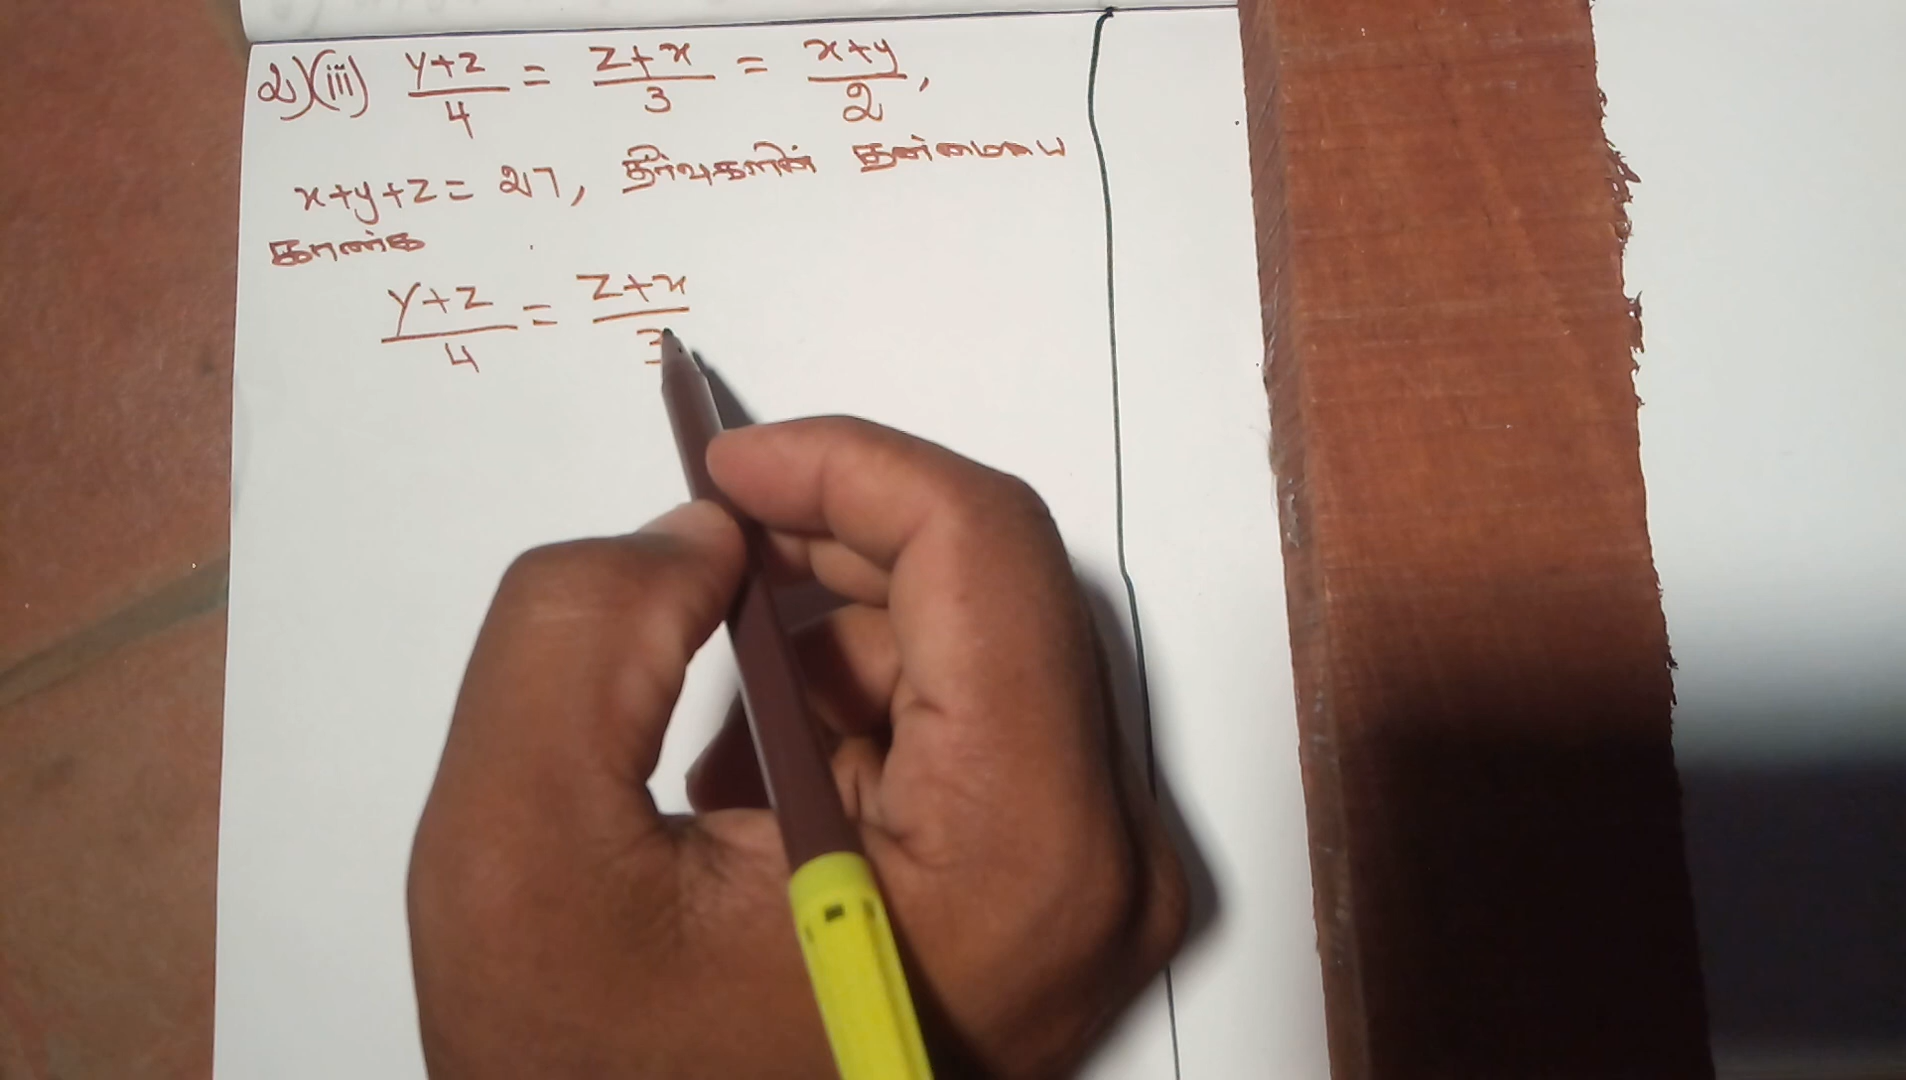 2)(iii) y+z/4 = z+x/3 = x+y/2,
x+y+z = 27, தீர்வுகளின் தன்மையை
காண்க
y+z/4 = z+x/3